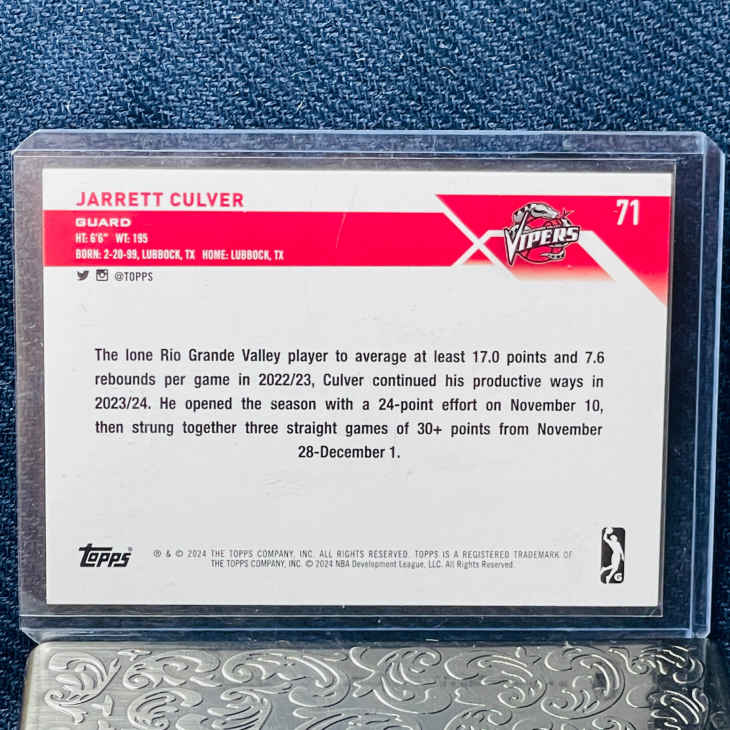 JARRETT CULVER
71
GUARD
VIPERS
HT: 6'6" WT: 195
BORN: 2-20-99, LUBBOCK, TX HOME: LUBBOCK, TX
@TOPPS
The lone Rio Grande Valley player to average at least 17.0 points and 7.6
rebounds per game in 2022/23, Culver continued his productive ways in
2023/24. He opened the season with a 24-point effort on November 10,
then strung together three straight games of 30+ points from November
28-December 1.
TOPPS
® & © 2024 THE TOPPS COMPANY, INC. ALL RIGHTS RESERVED. TOPPS IS A REGISTERED TRADEMARK OF
THE TOPPS COMPANY, INC. © 2024 NBA Development League, LLC. All Rights Reserved.
G